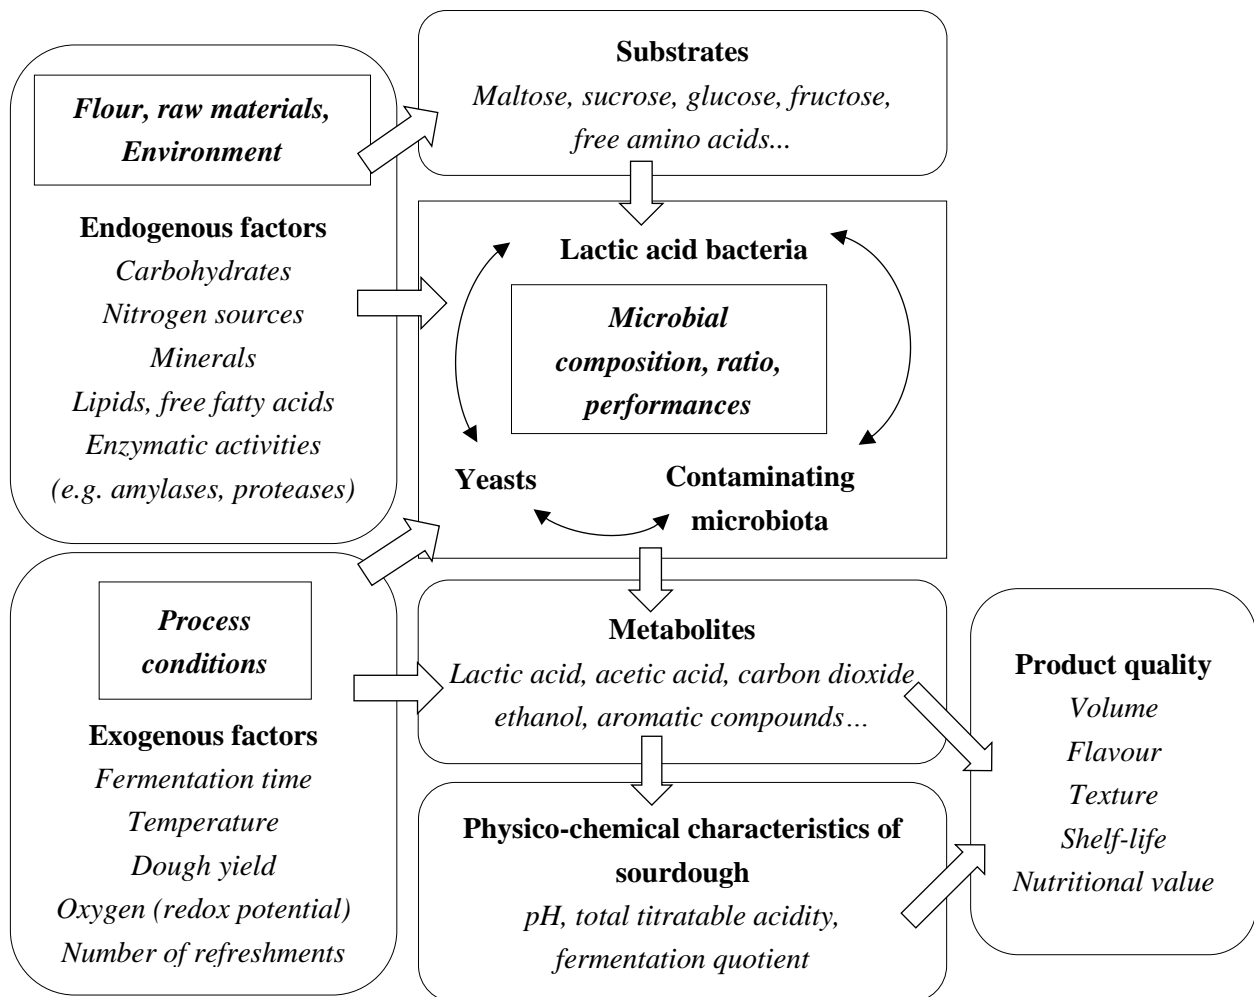 Flour, raw materials,
Environment
Endogenous factors
Carbohydrates
Nitrogen sources
Minerals
Lipids, free fatty acids
Enzymatic activities
(e.g. amylases, proteases)
Process
conditions
Exogenous factors
Fermentation time
Temperature
Dough yield
Oxygen (redox potential)
Number of refreshments
Substrates
Maltose, sucrose, glucose, fructose,
free amino acids...
Lactic acid bacteria
Microbial
composition, ratio,
performances
Yeasts
Contaminating
microbiota
Metabolites
Lactic acid, acetic acid, carbon dioxide
ethanol, aromatic compounds…
Physico-chemical characteristics of
sourdough
pH, total titratable acidity,
fermentation quotient
Product quality
Volume
Flavour
Texture
Shelf-life
Nutritional value